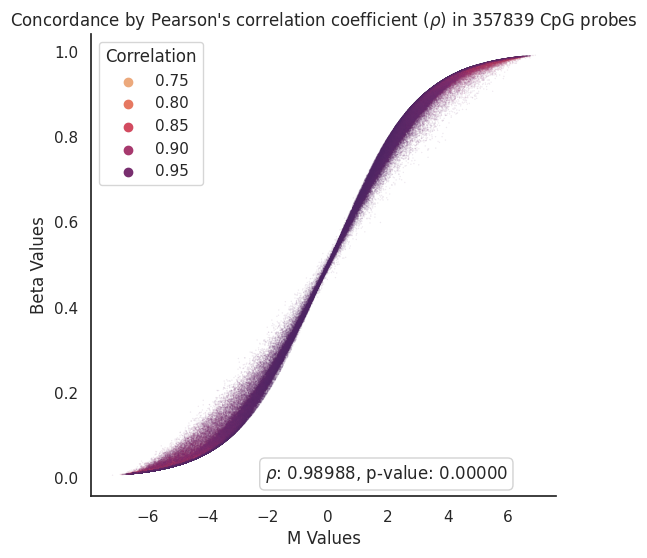 Concordance by Pearson's correlation coefficient (ρ) in 357839 CpG probes
Correlation
0.75
0.80
0.85
0.90
0.95
1.0
0.8
0.6
0.4
0.2
0.0
Beta Values
ρ: 0.98988, p-value: 0.00000
−6 −4 −2 0 2 4 6
M Values